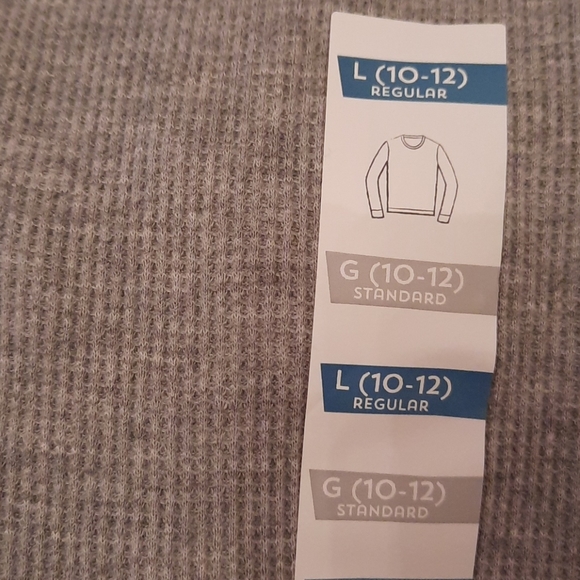 L (10-12)
REGULAR
G (10-12)
STANDARD
L (10-12)
REGULAR
G (10-12)
STANDARD